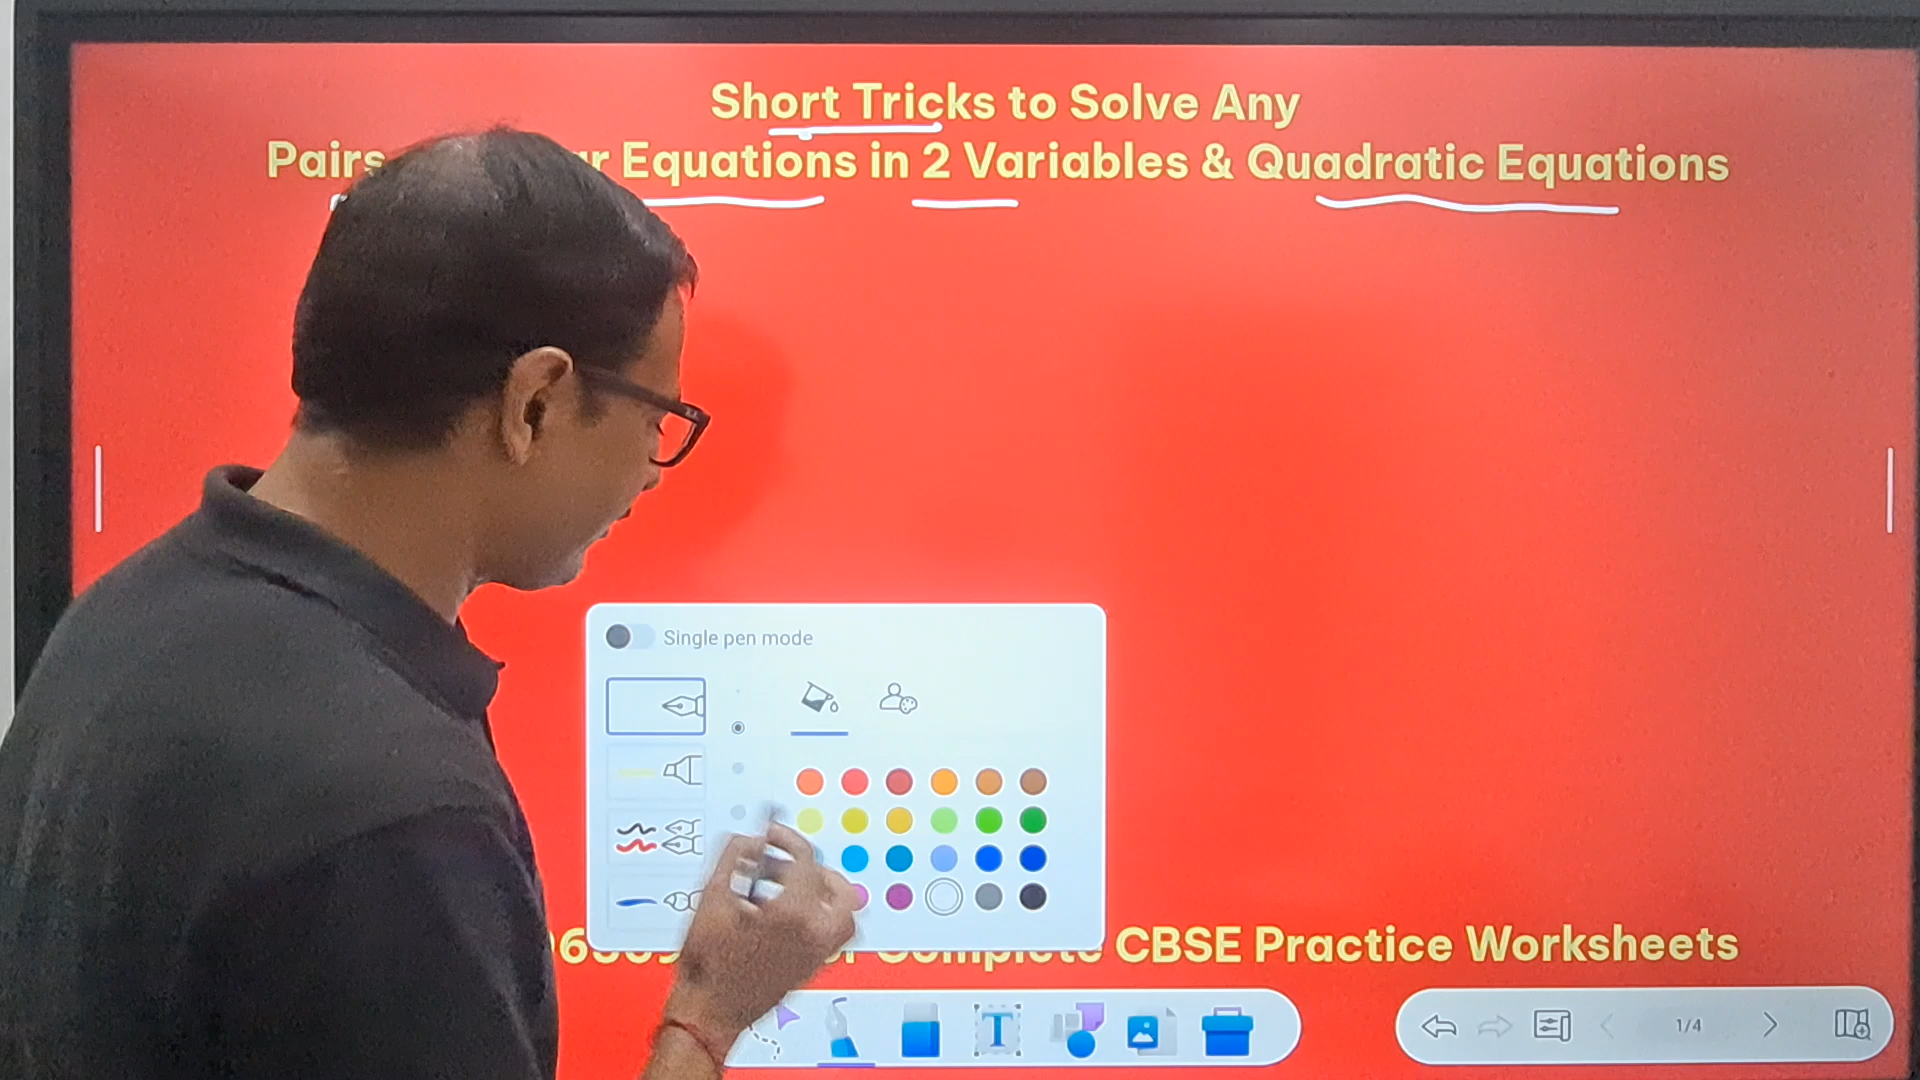 Short Tricks to Solve Any
Pairs Equations in 2 Variables & Quadratic Equations
Single pen mode
Complete CBSE Practice Worksheets
T
1/4